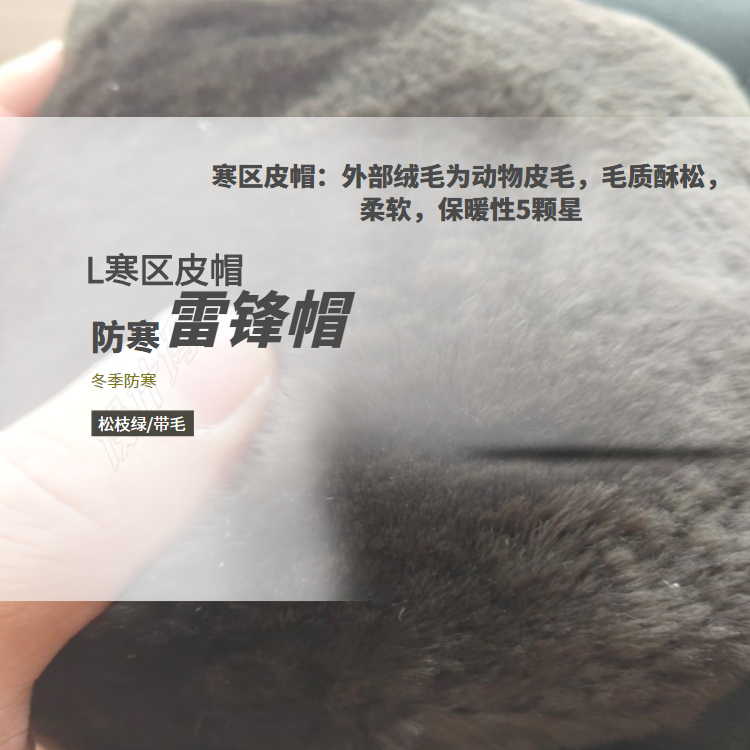 寒区皮帽：外部绒毛为动物皮毛，毛质酥松，
柔软，保暖性5颗星
L寒区皮帽
防寒雷锋帽
冬季防寒
松枝绿/带毛